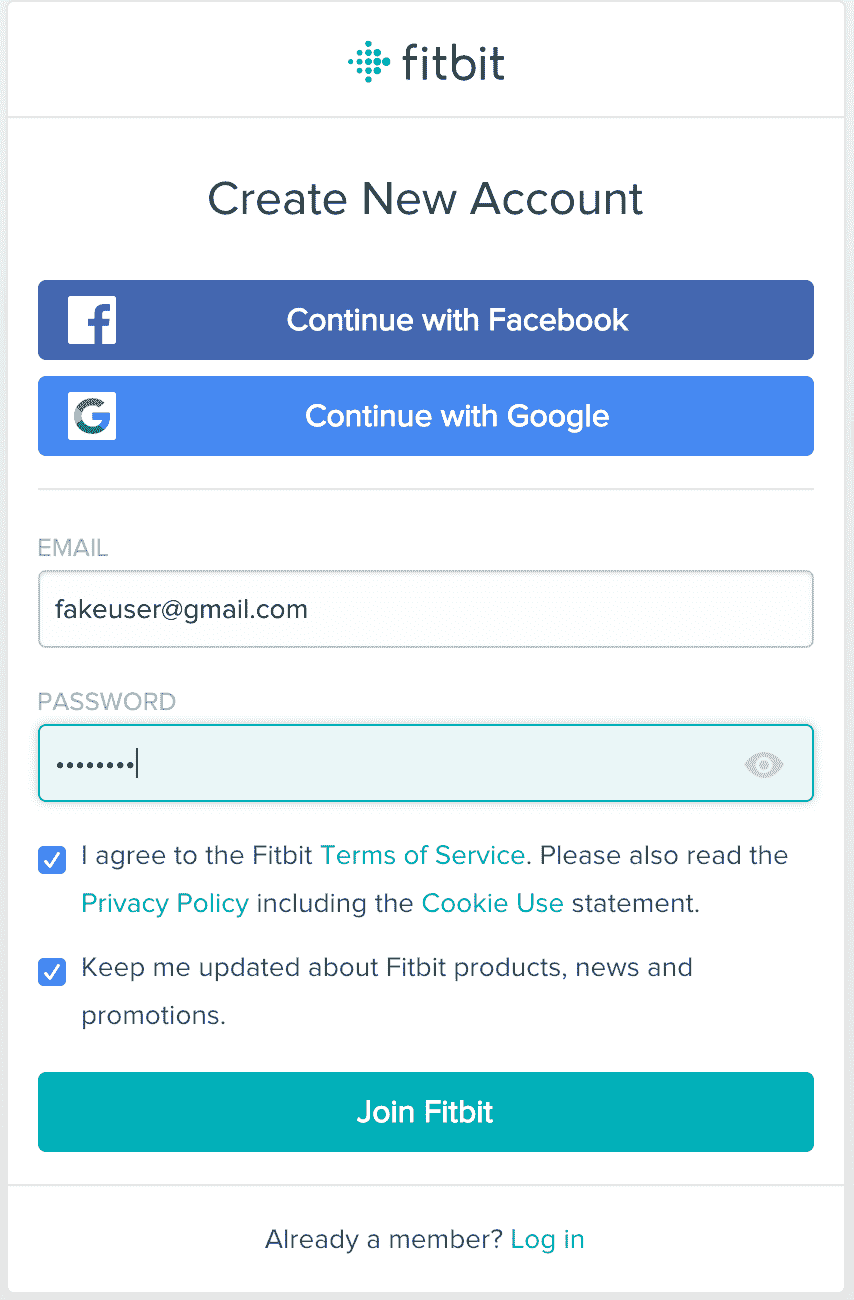 fitbit
Create New Account
Continue with Facebook
Continue with Google
EMAIL
fakeuser@gmail.com
PASSWORD
••••••••
I agree to the Fitbit Terms of Service. Please also read the
Privacy Policy including the Cookie Use statement.
Keep me updated about Fitbit products, news and
promotions.
Join Fitbit
Already a member? Log in